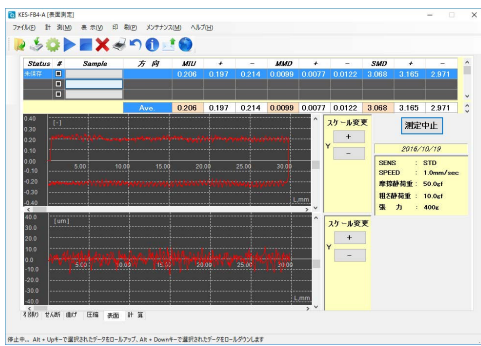 KES-FB4-A [表面測定]
ファイル(F) 計 測(M) 表 示(V) 印 刷(P) メンテナンス(M) ヘルプ(H)
Status # Sample 方 向 MIU + - MMD + - SMD + -
未保存 0.206 0.197 0.214 0.0099 0.0077 0.0122 3.068 3.165 2.971
Ave. 0.206 0.197 0.214 0.0099 0.0077 0.0122 3.068 3.165 2.971
0.40 [-]
0.30
0.20
0.10
0.00 5.00 10.00 15.00 20.00 25.00 30.00
-0.10
-0.20
-0.30
-0.40 L,mm
スケール変更
Y + -
測定中止
2016/10/19
SENS : STD
SPEED : 1.0mm/sec
摩擦静荷重 : 50.0gf
粗さ静荷重 : 10.0gf
張 力 : 400g
40.0 [um]
30.0
20.0
10.0
0.0 5.00 10.00 15.00 20.00 25.00 30.00
-10.0
-20.0
-30.0
-40.0 L,mm
スケール変更
Y + -
引張り せん断 曲げ 圧縮 表面 計 算
停止中... Alt + Upキーで選択されたデータをロールアップ、Alt + Downキーで選択されたデータをロールダウンします